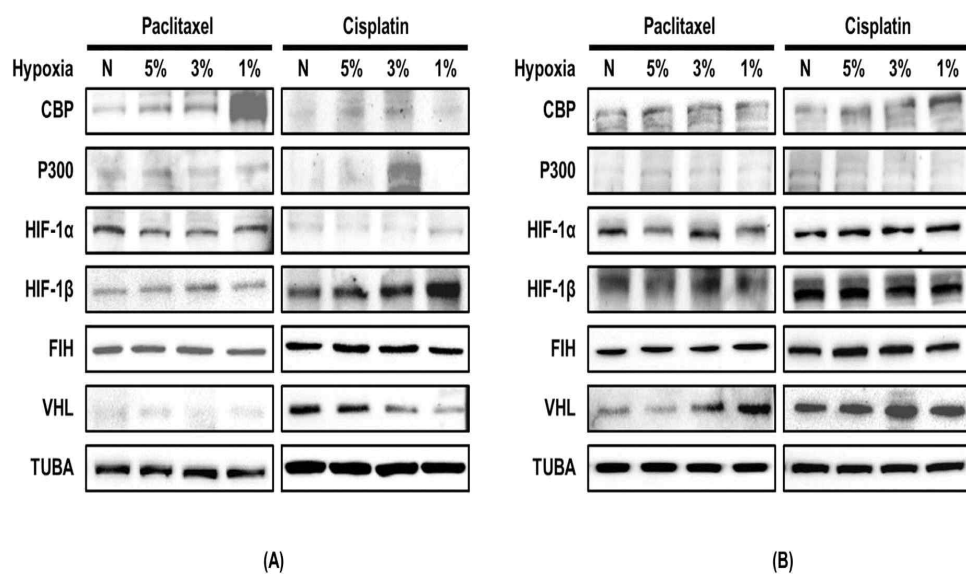 Paclitaxel Cisplatin
Hypoxia N 5% 3% 1% N 5% 3% 1%
CBP
P300
HIF-1α
HIF-1β
FIH
VHL
TUBA
(A)
Paclitaxel Cisplatin
Hypoxia N 5% 3% 1% N 5% 3% 1%
CBP
P300
HIF-1α
HIF-1β
FIH
VHL
TUBA
(B)